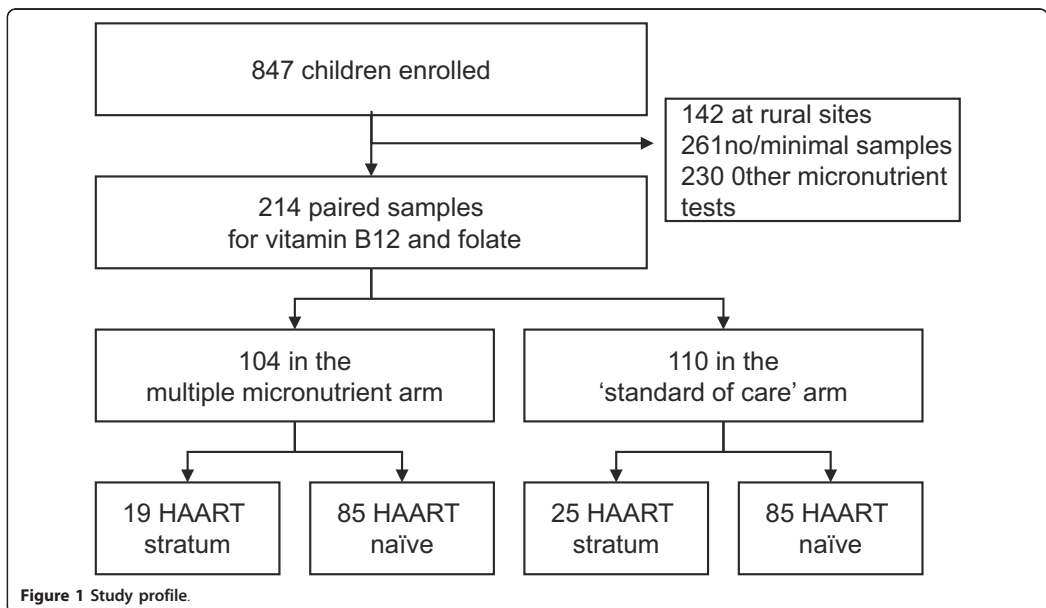 847 children enrolled
142 at rural sites
261no/minimal samples
230 0ther micronutrient
tests
214 paired samples
for vitamin B12 and folate
104 in the
multiple micronutrient arm
110 in the
‘standard of care’ arm
19 HAART
stratum
85 HAART
naïve
25 HAART
stratum
85 HAART
naïve
Figure 1 Study profile.